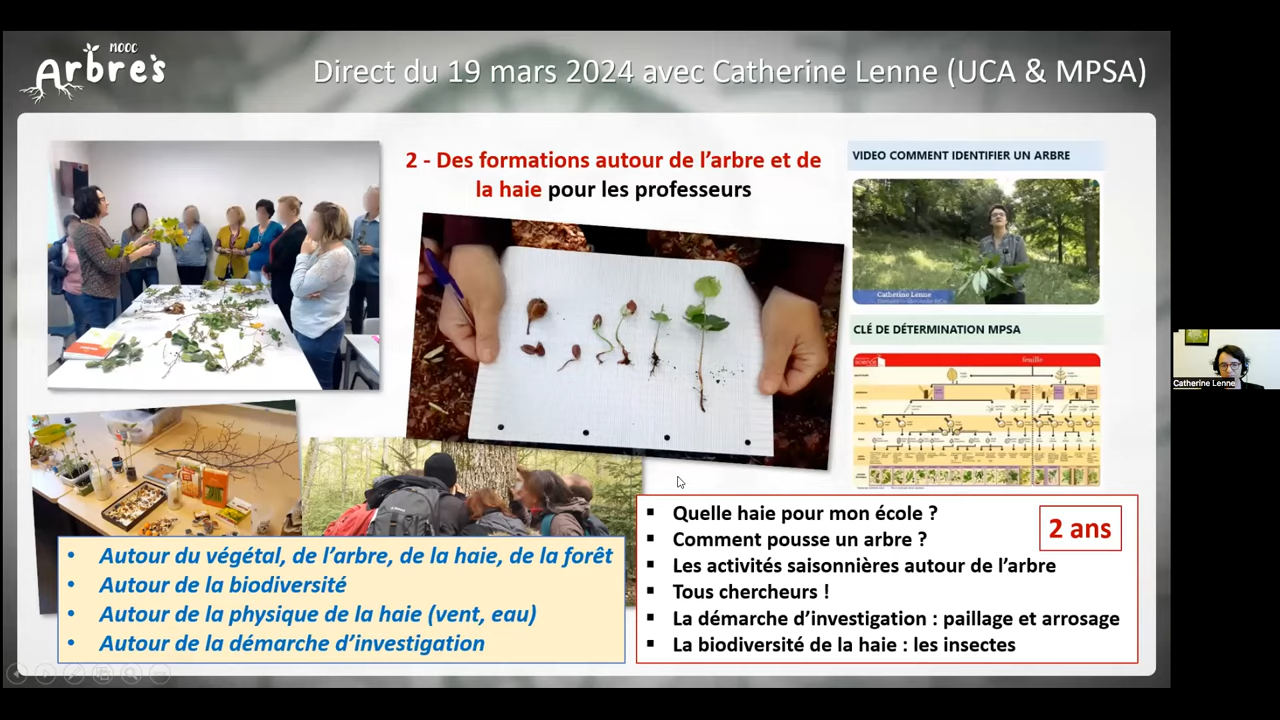 MOOC
Arbres
Direct du 19 mars 2024 avec Catherine Lenne (UCA & MPSA)
2 - Des formations autour de l’arbre et de
la haie pour les professeurs
VIDEO COMMENT IDENTIFIER UN ARBRE
Catherine Lenne
CLÉ DE DÉTERMINATION MPSA
science
feuille
Catherine Lenne
Autour du végétal, de l’arbre, de la haie, de la forêt
Autour de la biodiversité
Autour de la physique de la haie (vent, eau)
Autour de la démarche d’investigation
Quelle haie pour mon école ?
Comment pousse un arbre ?
Les activités saisonnières autour de l’arbre
Tous chercheurs !
La démarche d’investigation : paillage et arrosage
La biodiversité de la haie : les insectes
2 ans